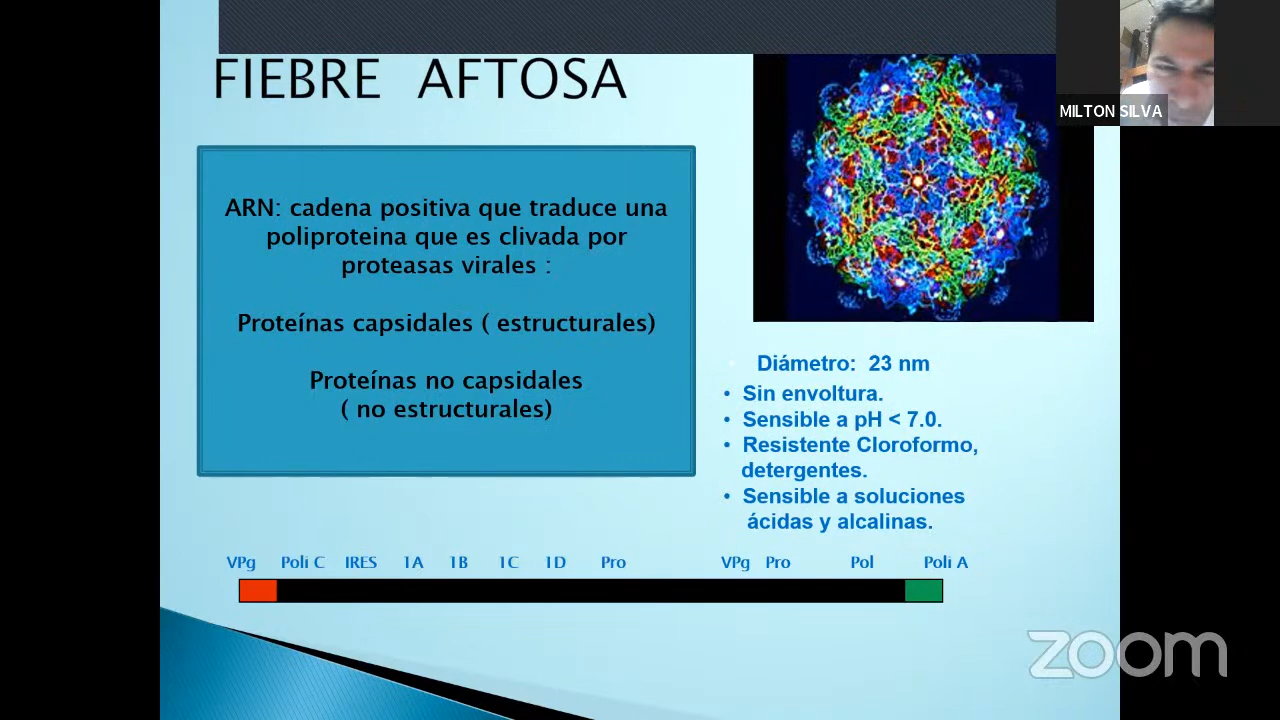 FIEBRE AFTOSA
MILTON SILVA
ARN: cadena positiva que traduce una
poliproteina que es clivada por
proteasas virales :
Proteínas capsidales ( estructurales)
Proteínas no capsidales
( no estructurales)
• Diámetro: 23 nm
• Sin envoltura.
• Sensible a pH < 7.0.
• Resistente Cloroformo,
detergentes.
• Sensible a soluciones
ácidas y alcalinas.
VPg Poli C IRES 1A 1B 1C 1D Pro VPg Pro Pol Poli A
zoom